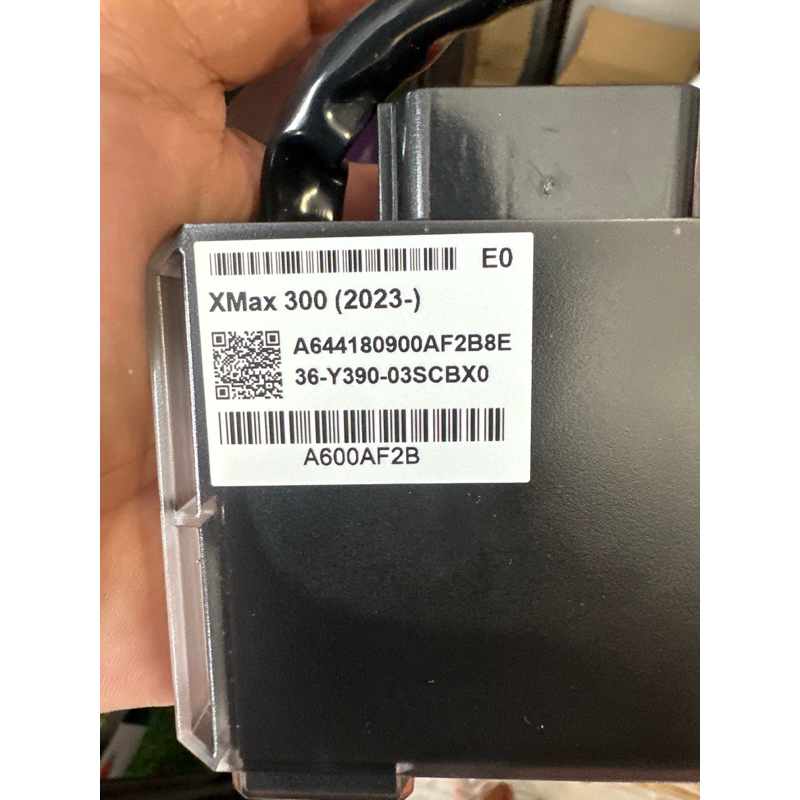 E0
XMax 300 (2023-)
A644180900AF2B8E
36-Y390-03SCBX0
A600AF2B